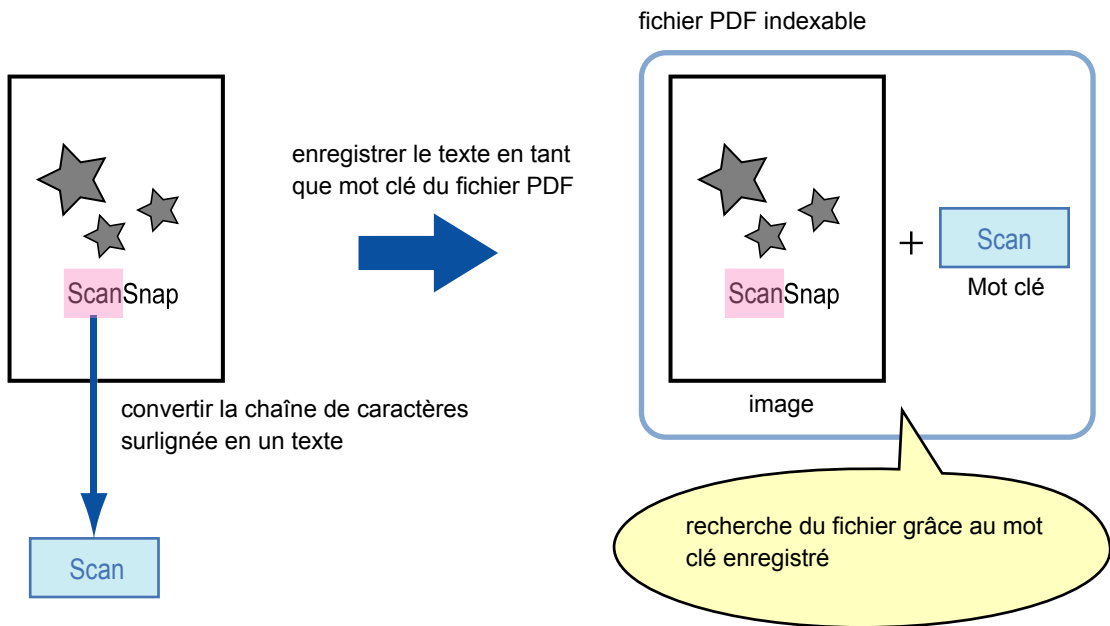 fichier PDF indexable
enregistrer le texte en tant
que mot clé du fichier PDF
ScanSnap
convertir la chaîne de caractères
surlignée en un texte
Scan
ScanSnap
image
+
Scan
Mot clé
recherche du fichier grâce au mot
clé enregistré